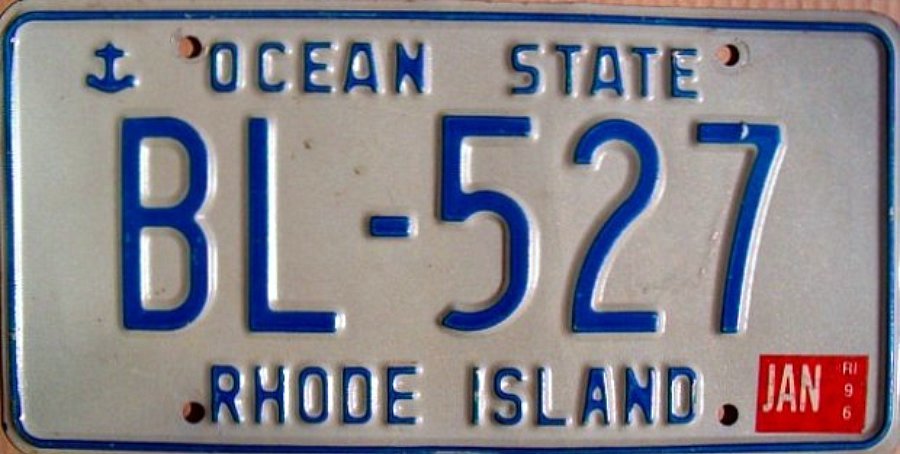 OCEAN STATE
BL-527
RHODE ISLAND
JAN RI 96